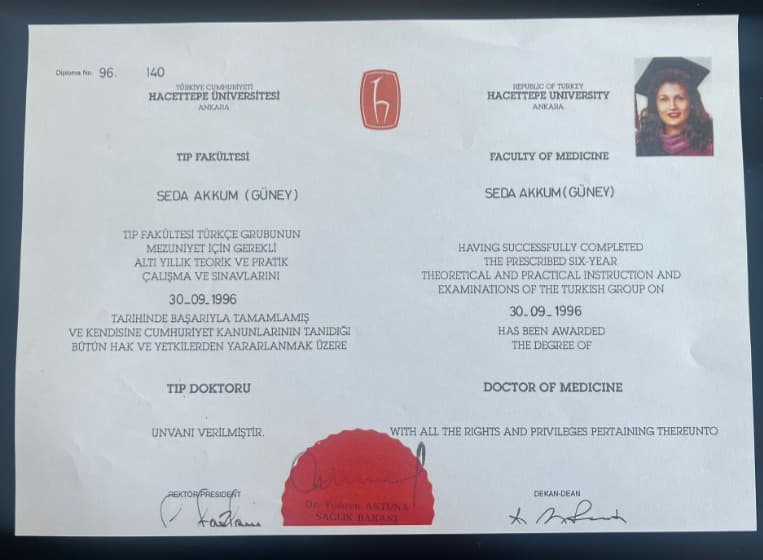 Diploma No. 96. 140
TÜRKİYE CUMHURİYETİ
HACETTEPE ÜNİVERSİTESİ
ANKARA
TIP FAKÜLTESİ
SEDA AKKUM (GÜNEY)
TIP FAKÜLTESİ TÜRKÇE GRUBUNUN
MEZUNİYET İÇİN GEREKLİ
ALTI YILLIK TEORİK VE PRATİK
ÇALIŞMA VE SINAVLARINI
30_09_1996
TARİHİNDE BAŞARIYLA TAMAMLAMIŞ
VE KENDİSİNE CUMHURİYET KANUNLARININ TANIDIĞI
BÜTÜN HAK VE YETKİLERDEN YARARLANMAK ÜZERE
TIP DOKTORU
UNVANI VERİLMİŞTİR.
REKTÖR/PRESIDENT
REPUBLIC OF TURKEY
HACETTEPE UNIVERSITY
ANKARA
FACULTY OF MEDICINE
SEDA AKKUM(GÜNEY)
HAVING SUCCESSFULLY COMPLETED
THE PRESCRIBED SIX-YEAR
THEORETICAL AND PRACTICAL INSTRUCTION AND
EXAMINATIONS OF THE TURKISH GROUP ON
30_09_1996
HAS BEEN AWARDED
THE DEGREE OF
DOCTOR OF MEDICINE
WITH ALL THE RIGHTS AND PRIVILEGES PERTAINING THERETO
DEKAN-DEAN
Dr. Yıldırım AKTUNA
SAĞLIK BAKANI